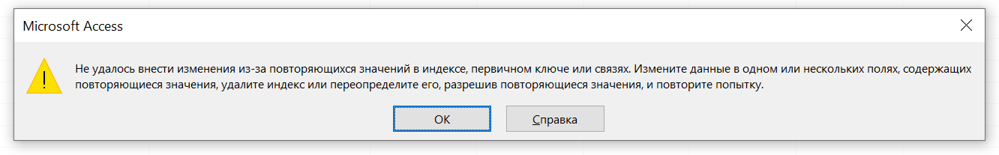 Microsoft Access
Не удалось внести изменения из-за повторяющихся значений в индексе, первичном ключе или связях. Измените данные в одном или нескольких полях, содержащих
повторяющиеся значения, удалите индекс или переопределите его, разрешив повторяющиеся значения, и повторите попытку.
ОК
Справка